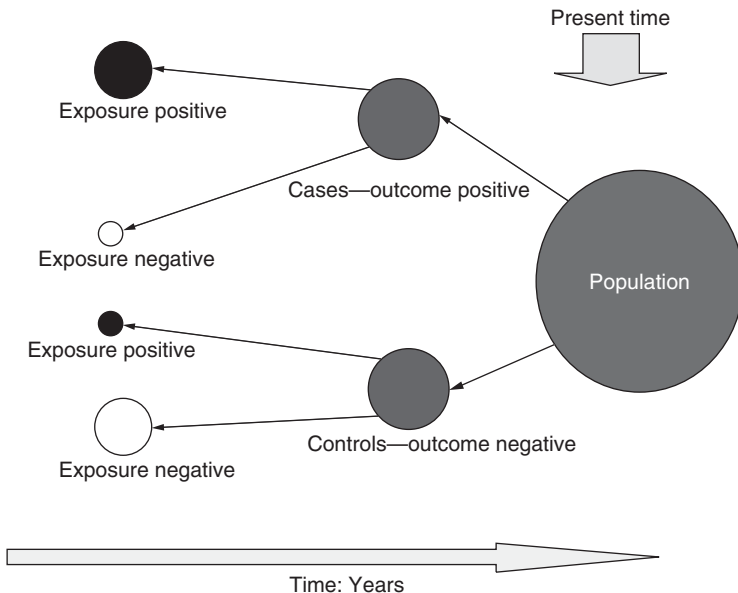 Present time
Exposure positive
Cases—outcome positive
Exposure negative
Population
Exposure positive
Controls—outcome negative
Exposure negative
Time: Years